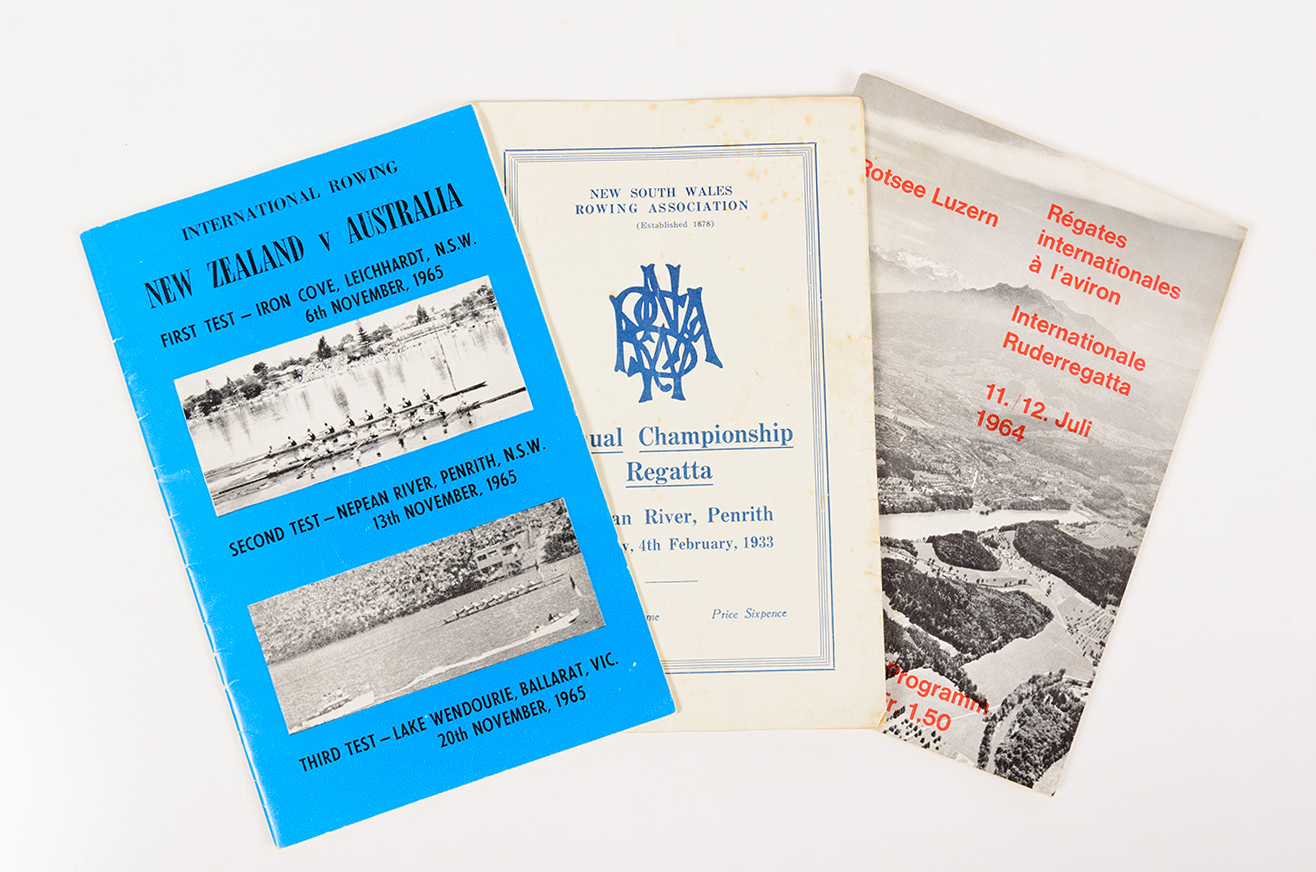 INTERNATIONAL ROWING
NEW ZEALAND v AUSTRALIA
FIRST TEST – IRON COVE, LEICHHARDT, N.S.W.
6th NOVEMBER, 1965
SECOND TEST – NEPEAN RIVER, PENRITH, N.S.W.
13th NOVEMBER, 1965
THIRD TEST – LAKE WENDOURIE, BALLARAT, VIC.
20th NOVEMBER, 1965
NEW SOUTH WALES
ROWING ASSOCIATION
(Established 1878)
ual Championship
Regatta
an River, Penrith
y, 4th February, 1933
me Price Sixpence
Rotsee Luzern
Régates
internationales
à l'aviron
Internationale
Ruderregatta
11./12. Juli
1964
Programm
r. 1.50